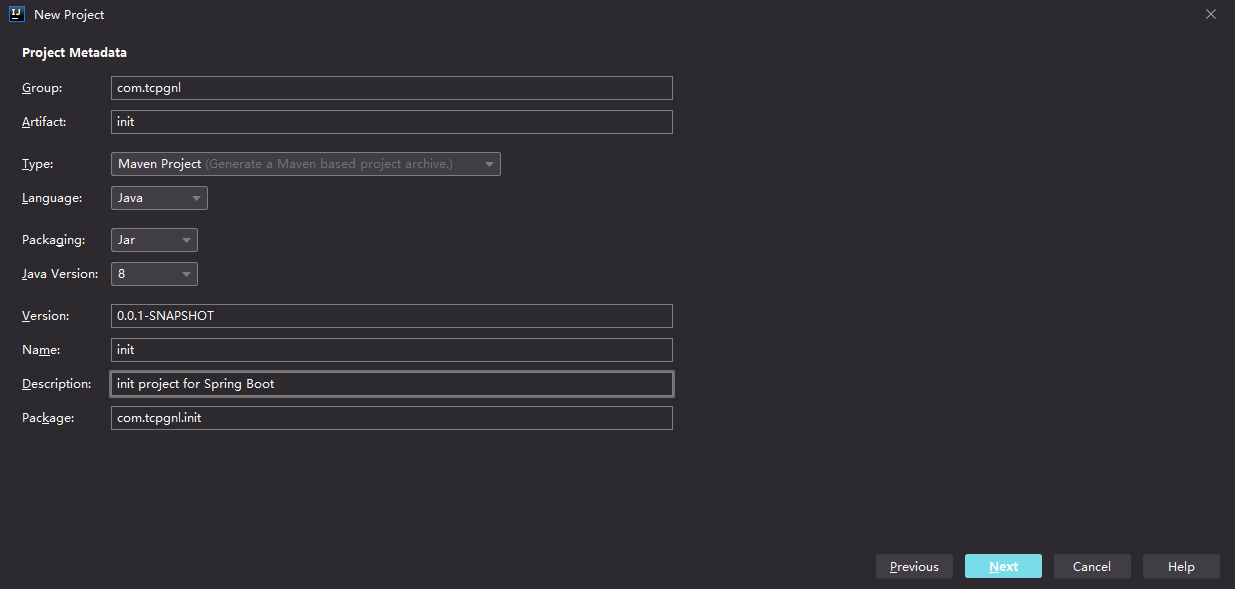 IJ
New Project
Project Metadata
Group: com.tcpgnl
Artifact: init
Type: Maven Project (Generate a Maven based project archive.)
Language: Java
Packaging: Jar
Java Version: 8
Version: 0.0.1-SNAPSHOT
Name: init
Description: init project for Spring Boot
Package: com.tcpgnl.init
Previous Next Cancel Help